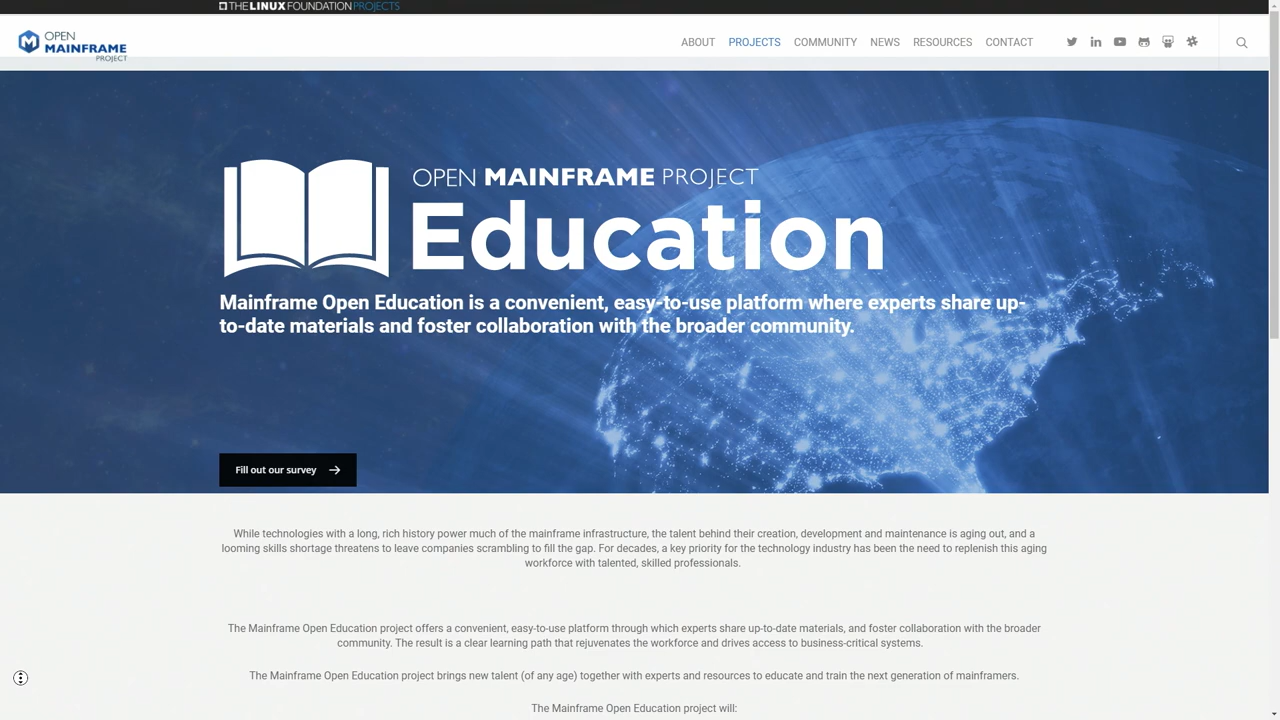 THE LINUX FOUNDATION PROJECTS
OPEN
MAINFRAME
PROJECT
ABOUT PROJECTS COMMUNITY NEWS RESOURCES CONTACT
OPEN MAINFRAME PROJECT
Education
Mainframe Open Education is a convenient, easy-to-use platform where experts share up-
to-date materials and foster collaboration with the broader community.
Fill out our survey
While technologies with a long, rich history power much of the mainframe infrastructure, the talent behind their creation, development and maintenance is aging out, and a
looming skills shortage threatens to leave companies scrambling to fill the gap. For decades, a key priority for the technology industry has been the need to replenish this aging
workforce with talented, skilled professionals.
The Mainframe Open Education project offers a convenient, easy-to-use platform through which experts share up-to-date materials, and foster collaboration with the broader
community. The result is a clear learning path that rejuvenates the workforce and drives access to business-critical systems.
The Mainframe Open Education project brings new talent (of any age) together with experts and resources to educate and train the next generation of mainframers.
The Mainframe Open Education project will: